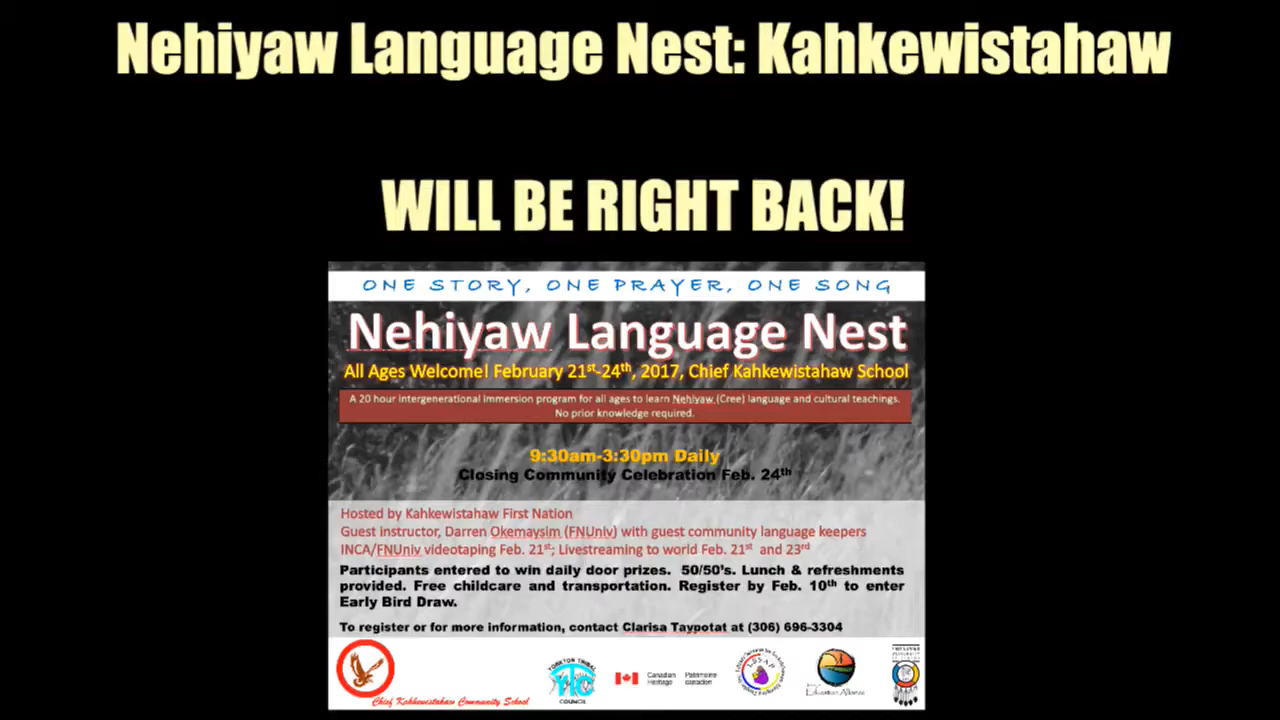 Nehiyaw Language Nest: Kahkewistahaw
WILL BE RIGHT BACK!
ONE STORY, ONE PRAYER, ONE SONG
Nehiyaw Language Nest
All Ages Welcome! February 21st-24th, 2017, Chief Kahkewistahaw School
A 20 hour intergenerational immersion program for all ages to learn Nehiyaw (Cree) language and cultural teachings.
No prior knowledge required.
9:30am-3:30pm Daily
Closing Community Celebration Feb. 24th
Hosted by Kahkewistahaw First Nation
Guest instructor, Darren Okemaysim (FNUniv) with guest community language keepers
INCA/FNUniv videotaping Feb. 21st; Livestreaming to world Feb. 21st and 23rd
Participants entered to win daily door prizes. 50/50's. Lunch & refreshments
provided. Free childcare and transportation. Register by Feb. 10th to enter
Early Bird Draw.
To register or for more information, contact Clarisa Taypotat at (306) 696-3304
Chief Kahkewistahaw Community School
YORKTON TRIBAL
COUNCIL
Canadian Patrimoine
Heritage canadien
LRSAP
Education Alliance